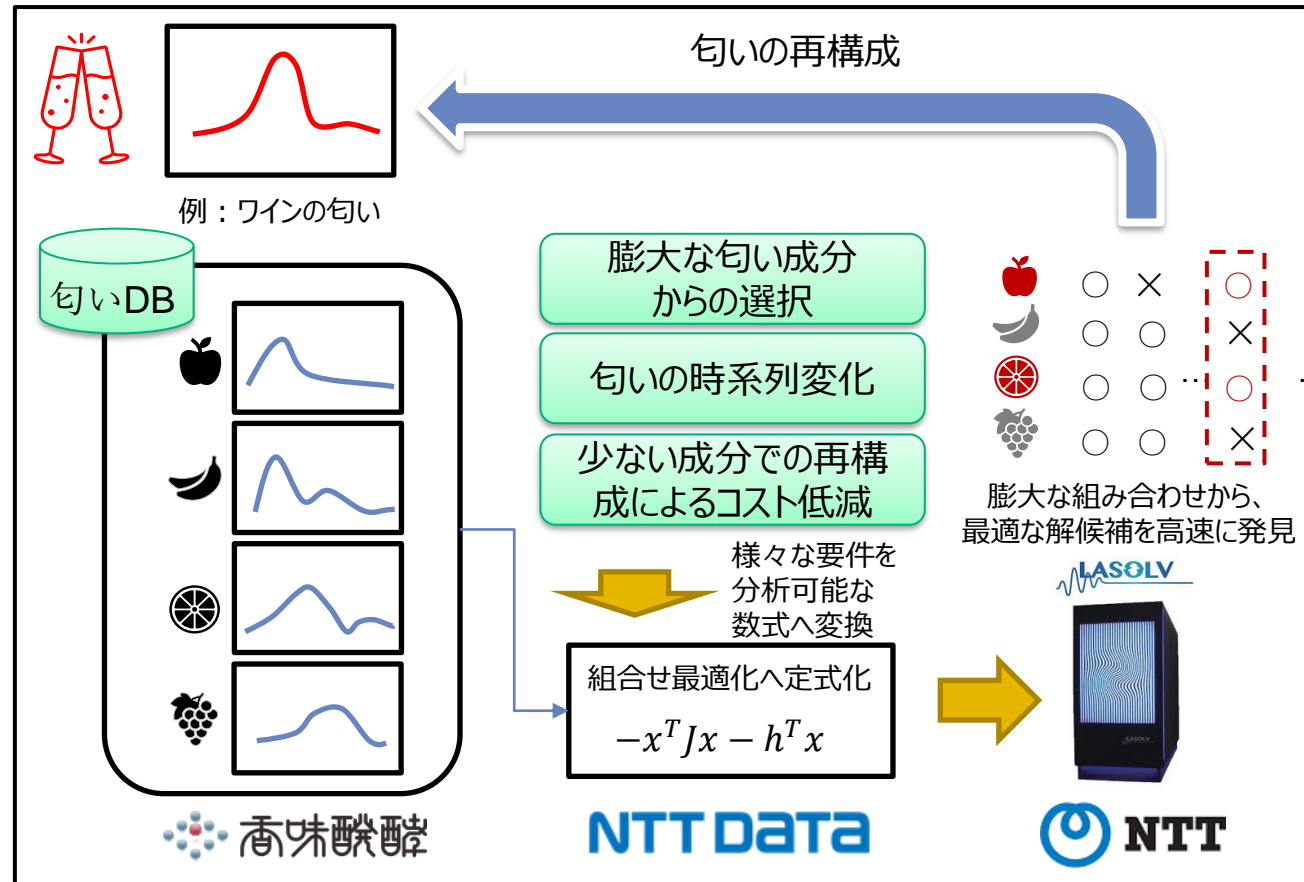 匂いの再構成
例：ワインの匂い
匂いDB
膨大な匂い成分
からの選択
匂いの時系列変化
少ない成分での再構
成によるコスト低減
様々な要件を
分析可能な
数式へ変換
組合せ最適化へ定式化
−xᵀJx − hᵀx
○ × ○
○ ○ ×
○ ○ … ○ …
○ ○ ×
膨大な組み合わせから、
最適な解候補を高速に発見
LASOLV
LASOLV
香味醗酵
NTT DATA
NTT